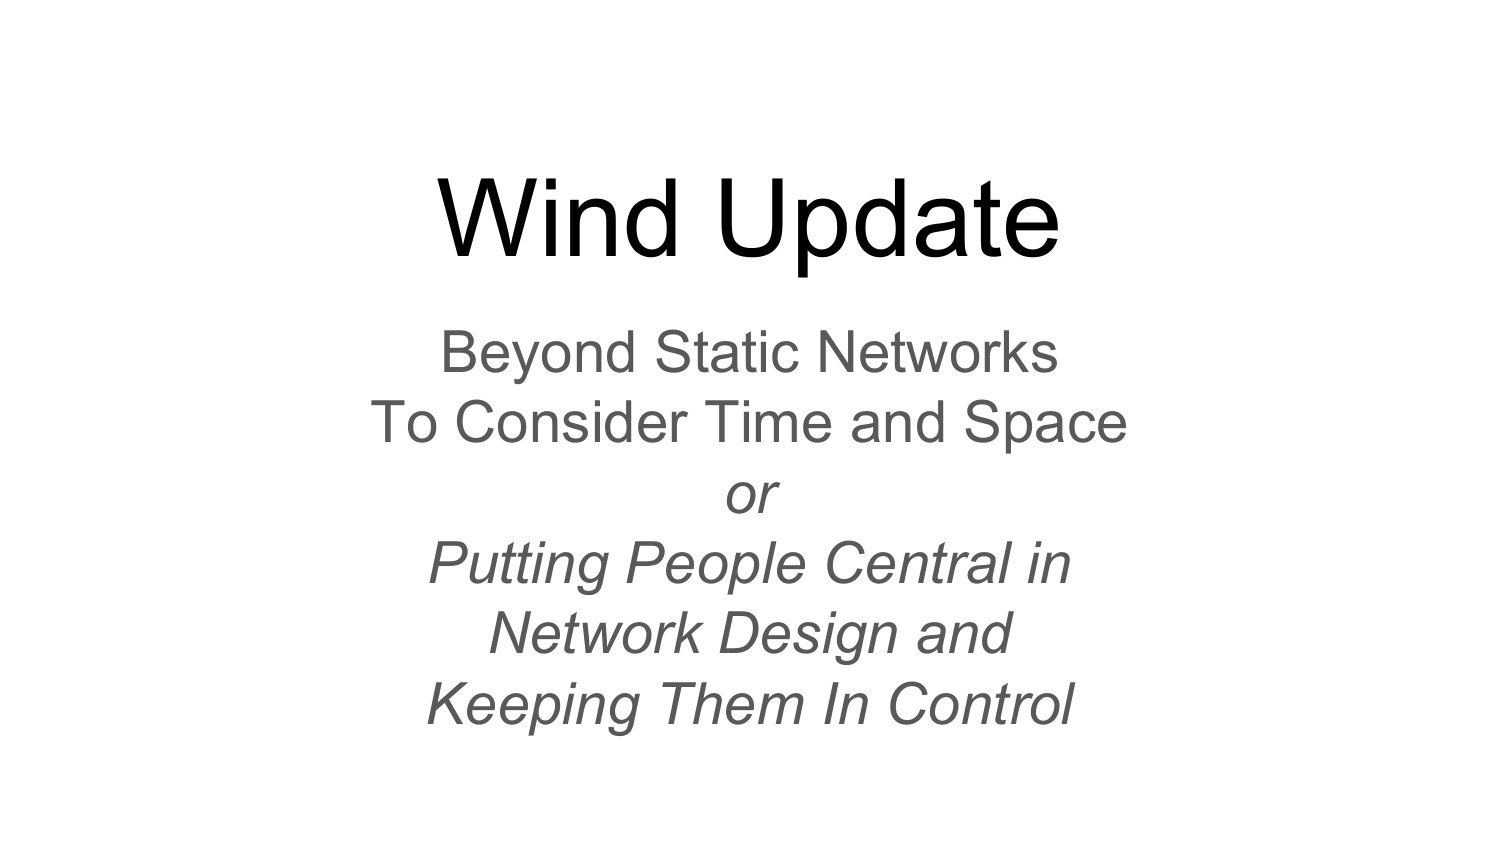 Wind Update
Beyond Static Networks
To Consider Time and Space
or
Putting People Central in
Network Design and
Keeping Them In Control